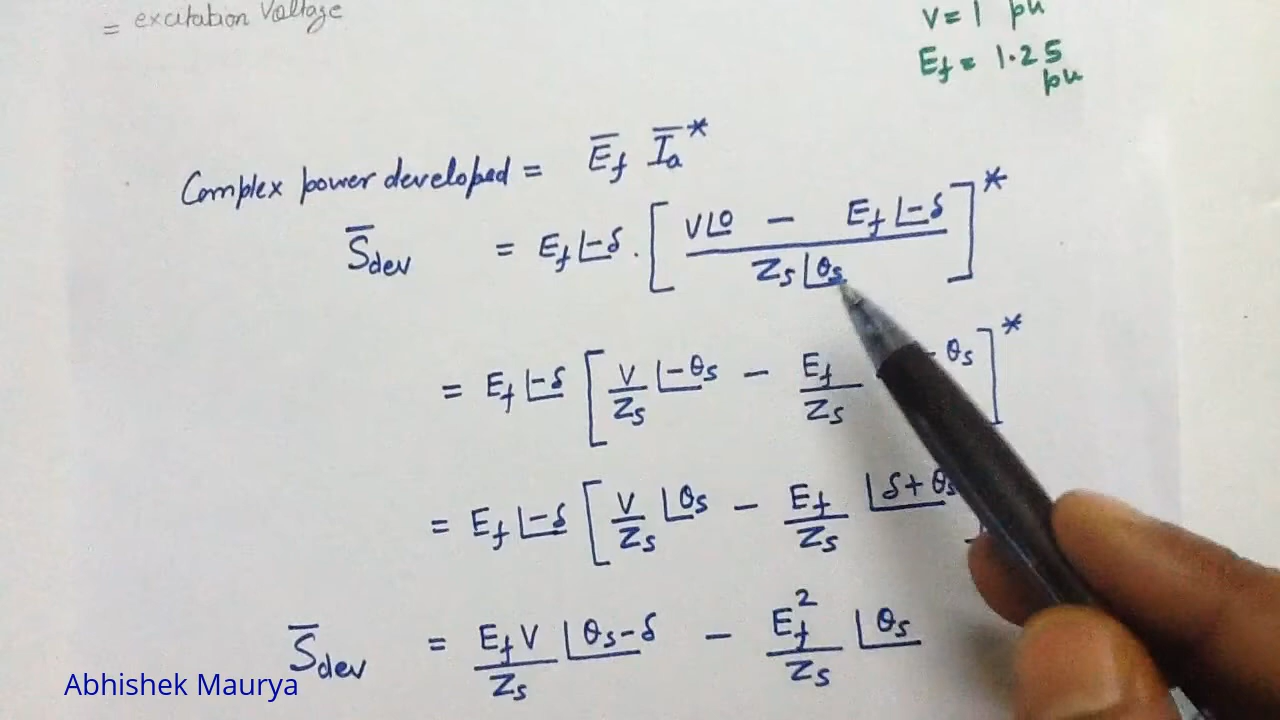 = excitation Voltage
V = 1 pu
Ef = 1.25 pu
Complex power developed = Ēf Īa*
S̄dev = Ef∠-δ . [ (V∠0 - Ef∠-δ) / Zs∠θs ]*
= Ef∠-δ [ V/Zs ∠-θs - Ef/Zs - θs ]*
= Ef∠-δ [ V/Zs ∠θs - Ef/Zs ∠δ+θs
S̄dev = EfV/Zs ∠θs-δ - Ef²/Zs ∠θs
Abhishek Maurya